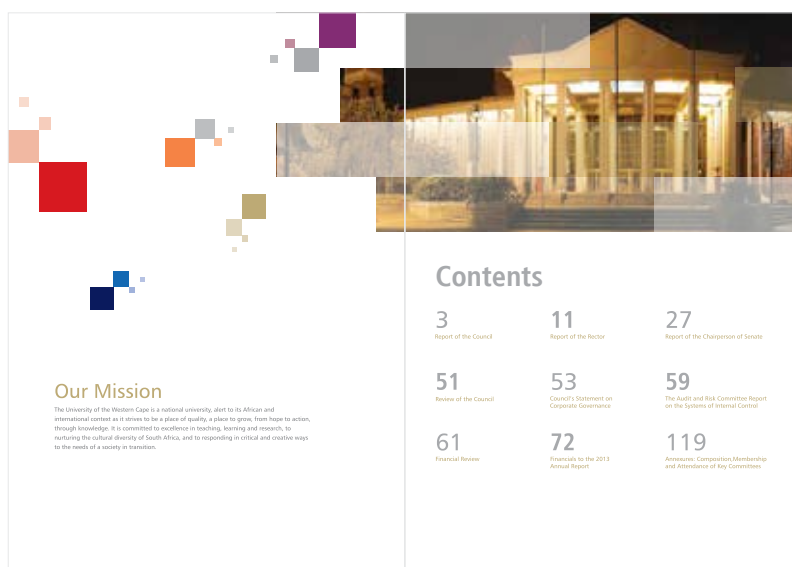 Our Mission
The University of the Western Cape is a national university, alert to its African and
international context as it strives to be a place of quality, a place to grow, from hope to action,
through knowledge. It is committed to excellence in teaching, learning and research, to
nurturing the cultural diversity of South Africa, and to responding in critical and creative ways
to the needs of a society in transition.
Contents
3
Report of the Council
11
Report of the Rector
27
Report of the Chairperson of Senate
51
Review of the Council
53
Council's Statement on
Corporate Governance
59
The Audit and Risk Committee Report
on the Systems of Internal Control
61
Financial Review
72
Financials to the 2013
Annual Report
119
Annexures: Composition,Membership
and Attendance of Key Committees